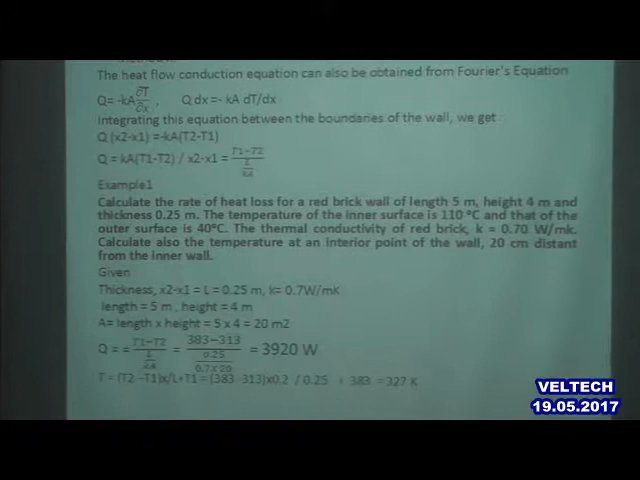 The heat flow conduction equation can also be obtained from Fourier's Equation
Q= -kA ∂T/∂x , Q dx =- kA dT/dx
Integrating this equation between the boundaries of the wall, we get
Q (x2-x1) =-kA(T2-T1)
Q = kA(T1-T2) / x2-x1 = T1−T2 / (L/kA)
Example1
Calculate the rate of heat loss for a red brick wall of length 5 m, height 4 m and
thickness 0.25 m. The temperature of the inner surface is 110 ºC and that of the
outer surface is 40ºC. The thermal conductivity of red brick, k = 0.70 W/mk.
Calculate also the temperature at an interior point of the wall, 20 cm distant
from the inner wall.
Given
Thickness, x2-x1 = L = 0.25 m, k= 0.7W/mK
length = 5 m , height = 4 m
A= length x height = 5 x 4 = 20 m2
Q = = T1−T2 / (L/kA) = 383−313 / (0.25 / 0.7 x 20) = 3920 W
T = (T2 -T1)x/L+T1 = (383 313)x0.2 / 0.25 + 383 = 327 K
VELTECH
19.05.2017